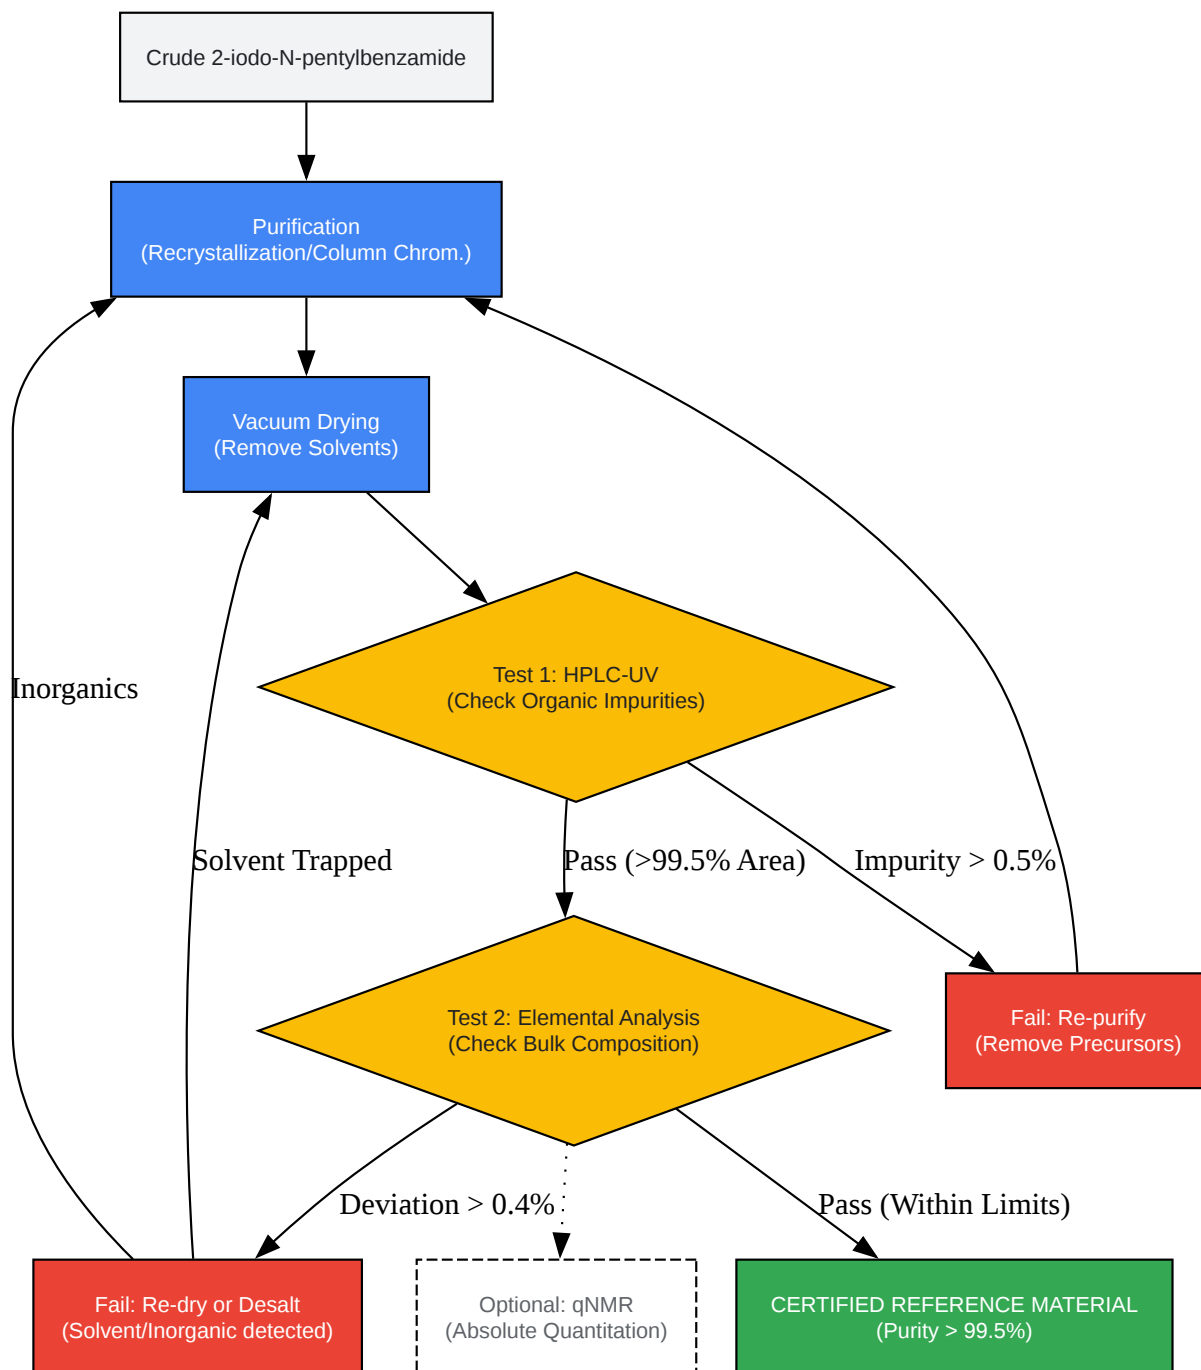 Crude 2-iodo-N-pentylbenzamide
Purification
(Recrystallization/Column Chrom.)
Vacuum Drying
(Remove Solvents)
Test 1: HPLC-UV
(Check Organic Impurities)
Inorganics
Solvent Trapped
Pass (>99.5% Area)
Impurity > 0.5%
Test 2: Elemental Analysis
(Check Bulk Composition)
Fail: Re-purify
(Remove Precursors)
Deviation > 0.4%
Pass (Within Limits)
Fail: Re-dry or Desalt
(Solvent/Inorganic detected)
Optional: qNMR
(Absolute Quantitation)
CERTIFIED REFERENCE MATERIAL
(Purity > 99.5%)